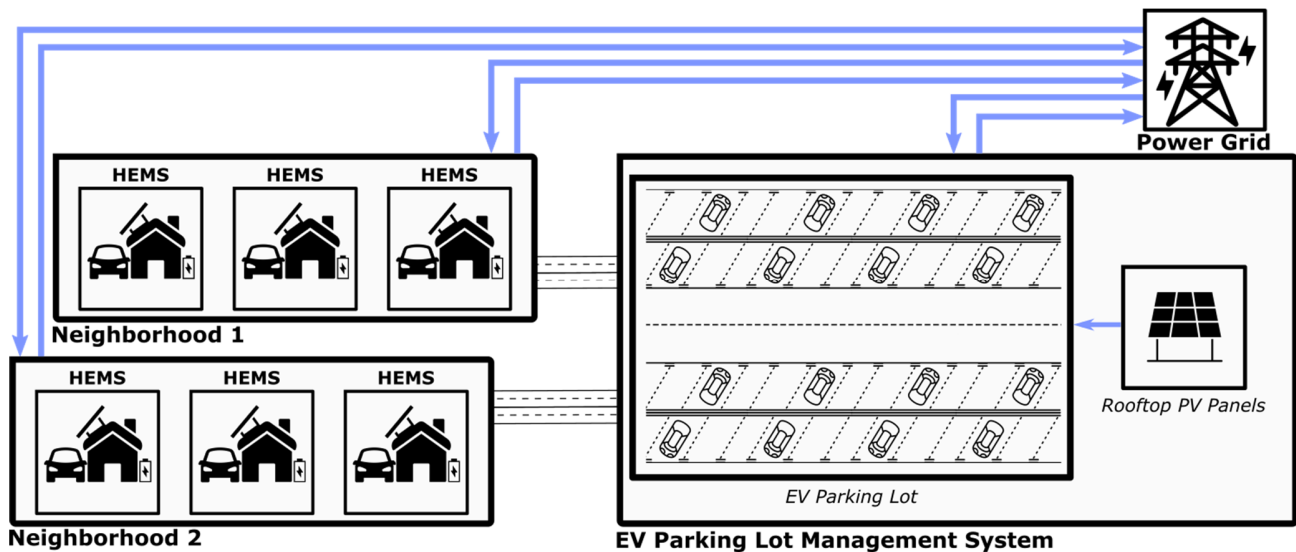 Power Grid
HEMS HEMS HEMS
Neighborhood 1
HEMS HEMS HEMS
Neighborhood 2
Rooftop PV Panels
EV Parking Lot
EV Parking Lot Management System